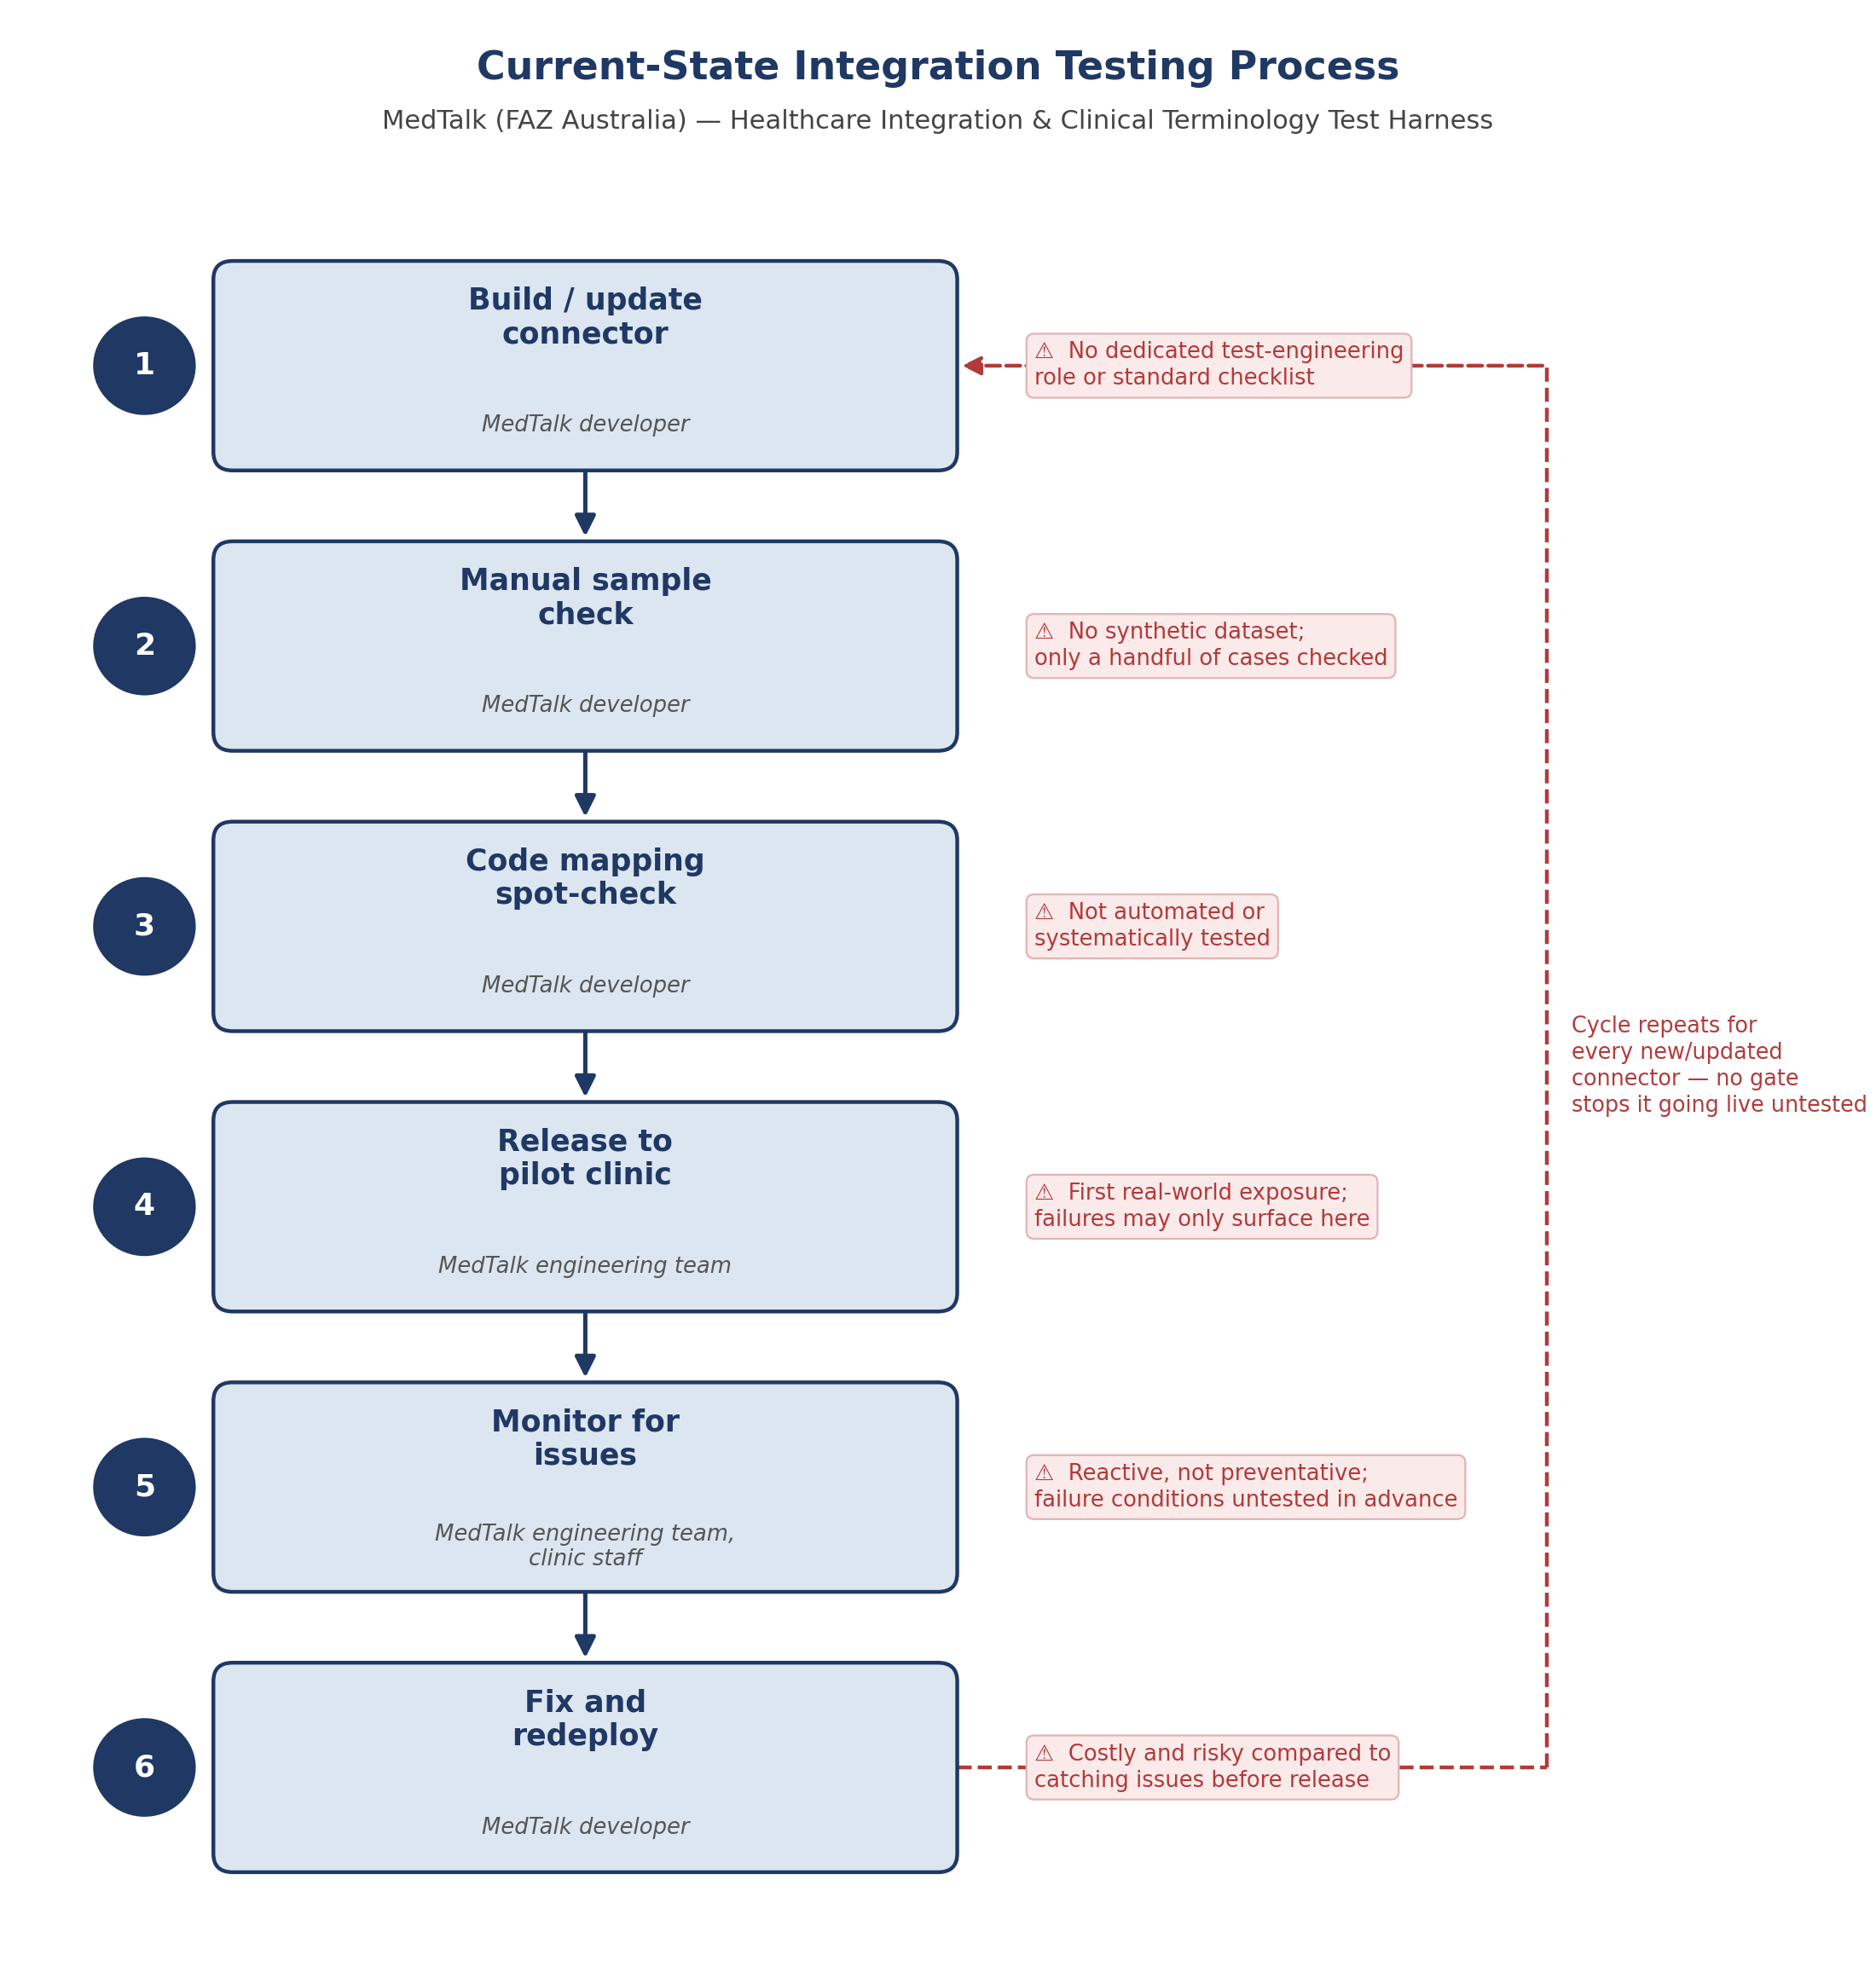 Current-State Integration Testing Process
MedTalk (FAZ Australia) — Healthcare Integration & Clinical Terminology Test Harness
1
Build / update
connector
MedTalk developer
⚠ No dedicated test-engineering
role or standard checklist
2
Manual sample
check
MedTalk developer
⚠ No synthetic dataset;
only a handful of cases checked
3
Code mapping
spot-check
MedTalk developer
⚠ Not automated or
systematically tested
Cycle repeats for
every new/updated
connector — no gate
stops it going live untested
4
Release to
pilot clinic
MedTalk engineering team
⚠ First real-world exposure;
failures may only surface here
5
Monitor for
issues
MedTalk engineering team,
clinic staff
⚠ Reactive, not preventative;
failure conditions untested in advance
6
Fix and
redeploy
MedTalk developer
⚠ Costly and risky compared to
catching issues before release